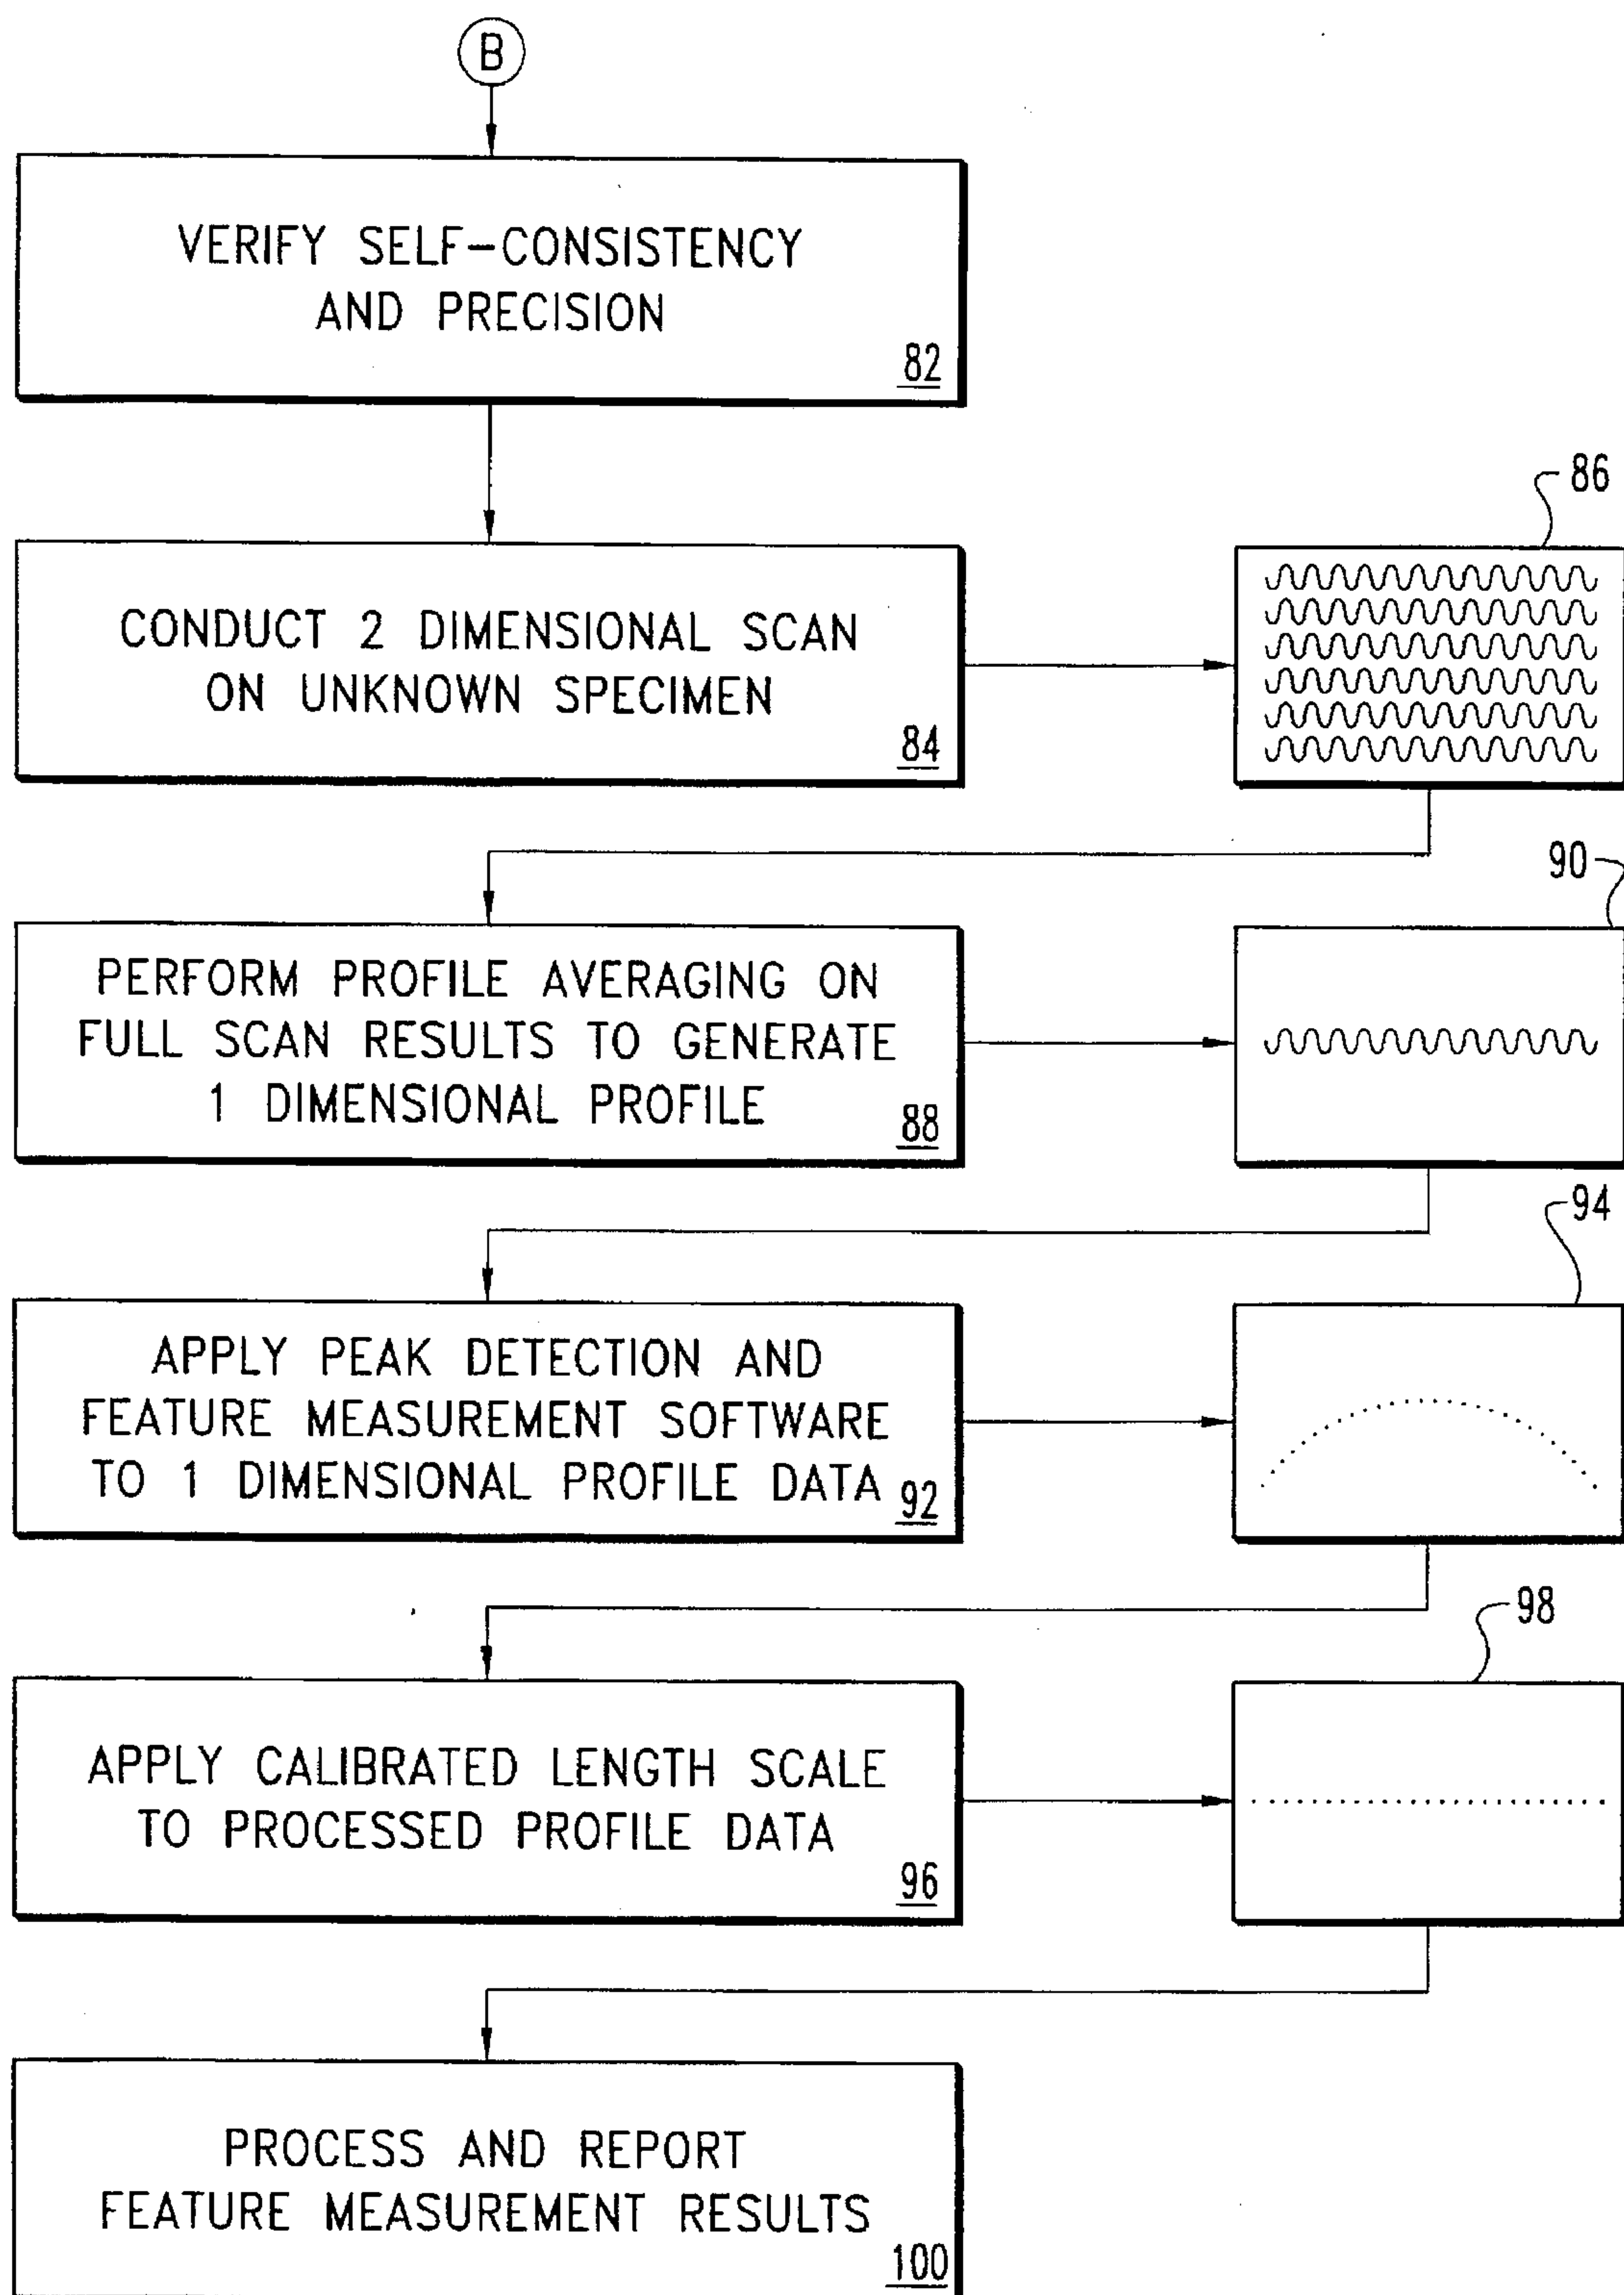 B
VERIFY SELF-CONSISTENCY
AND PRECISION
82
86
CONDUCT 2 DIMENSIONAL SCAN
ON UNKNOWN SPECIMEN
84
90
PERFORM PROFILE AVERAGING ON
FULL SCAN RESULTS TO GENERATE
1 DIMENSIONAL PROFILE
88
94
APPLY PEAK DETECTION AND
FEATURE MEASUREMENT SOFTWARE
TO 1 DIMENSIONAL PROFILE DATA
92
98
APPLY CALIBRATED LENGTH SCALE
TO PROCESSED PROFILE DATA
96
PROCESS AND REPORT
FEATURE MEASUREMENT RESULTS
100